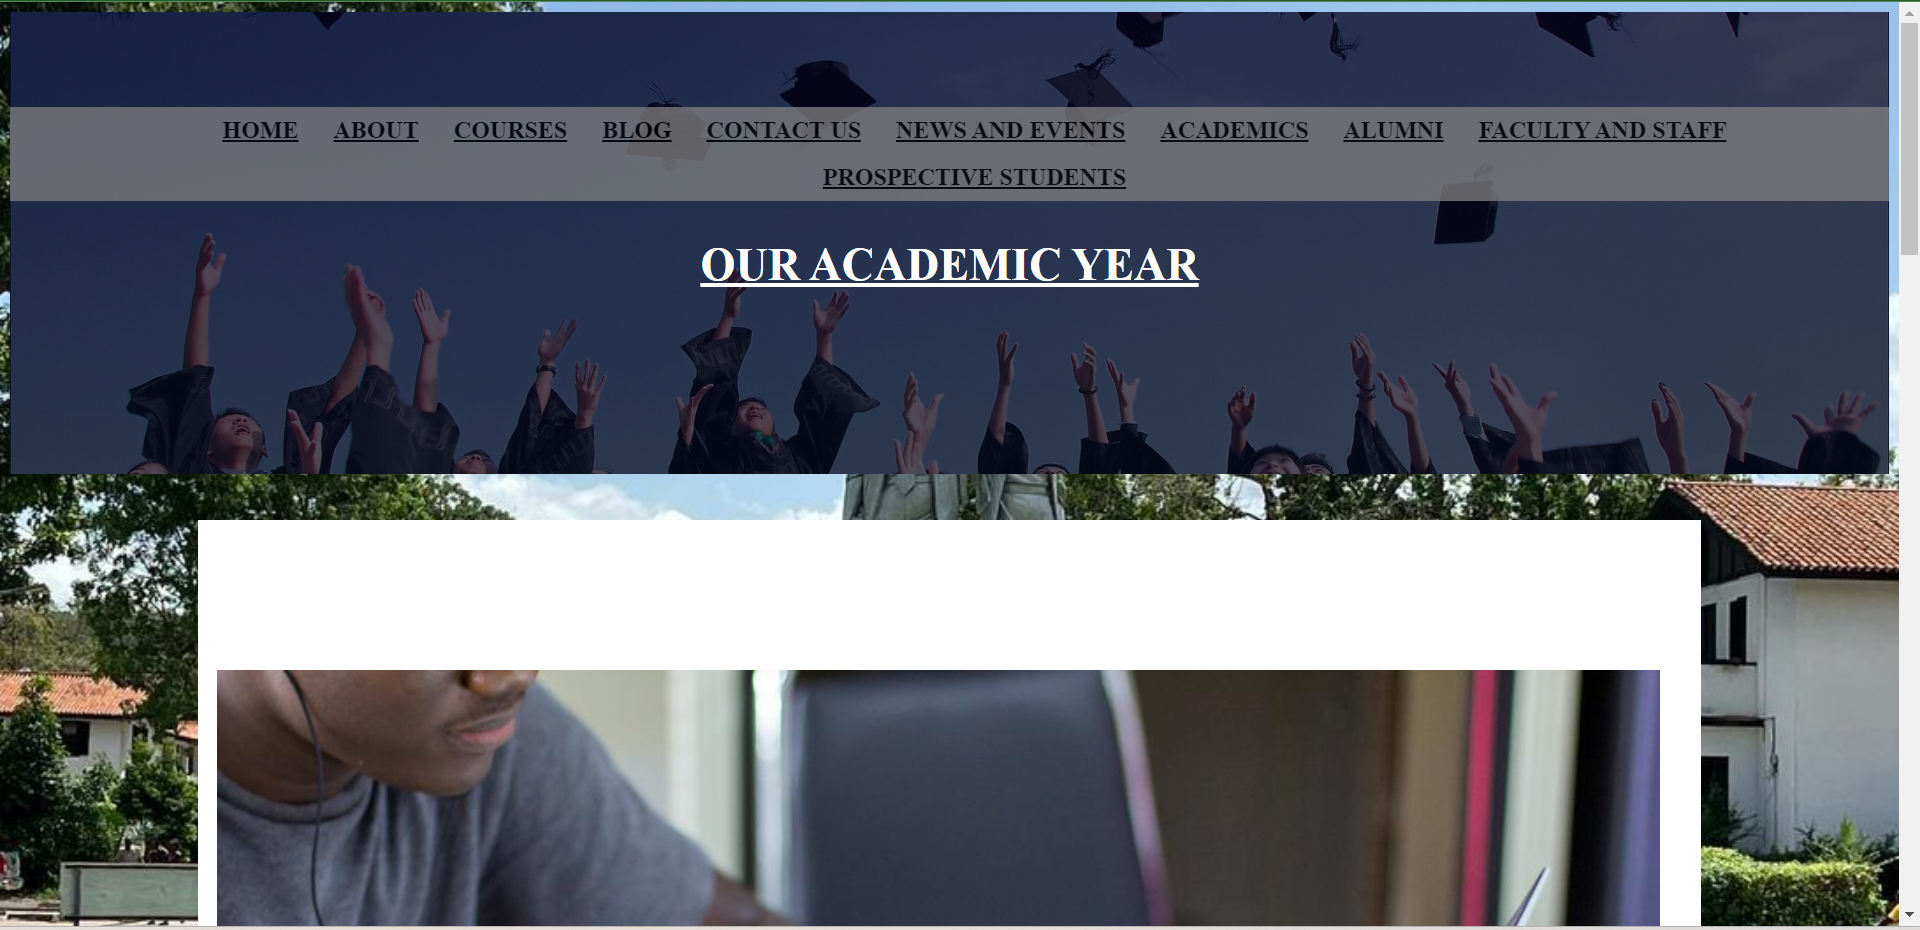 HOME ABOUT COURSES BLOG CONTACT US NEWS AND EVENTS ACADEMICS ALUMNI FACULTY AND STAFF
PROSPECTIVE STUDENTS
OUR ACADEMIC YEAR